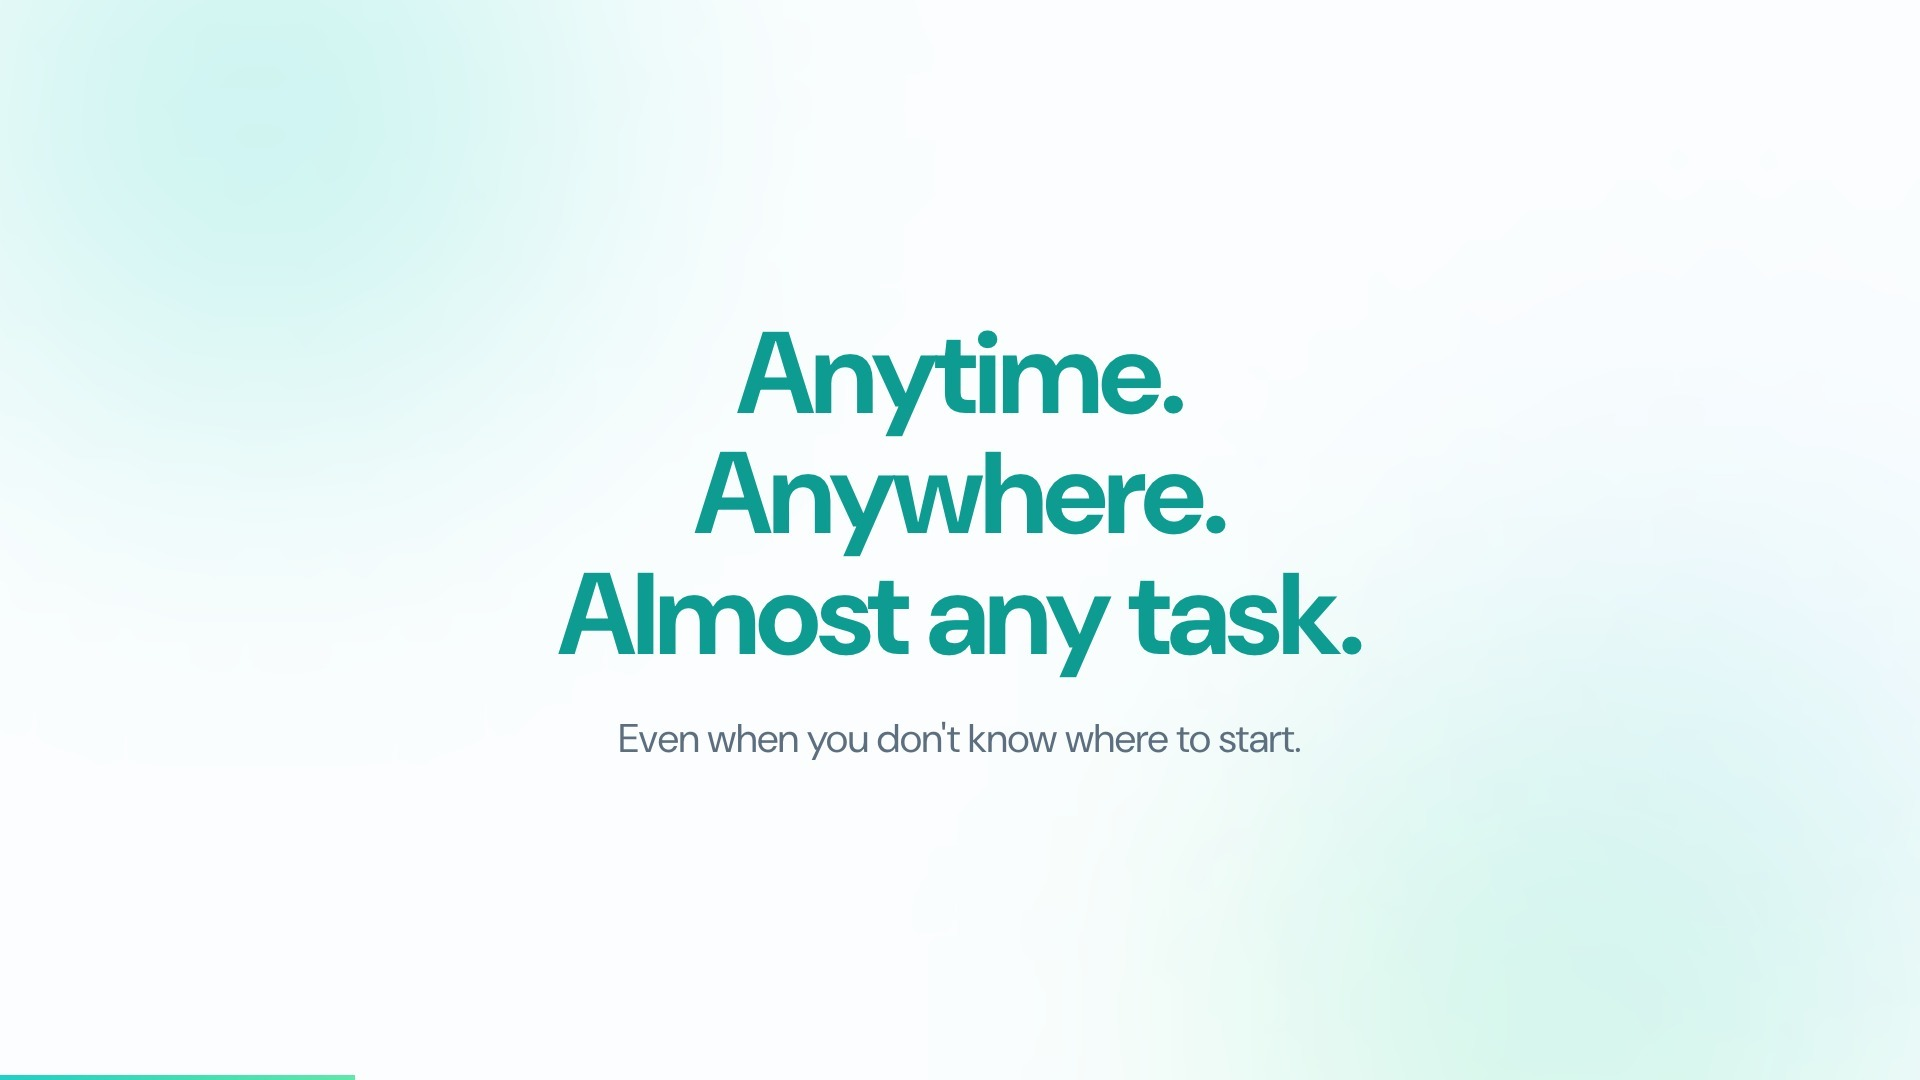 Anytime.
Anywhere.
Almost any task.
Even when you don't know where to start.